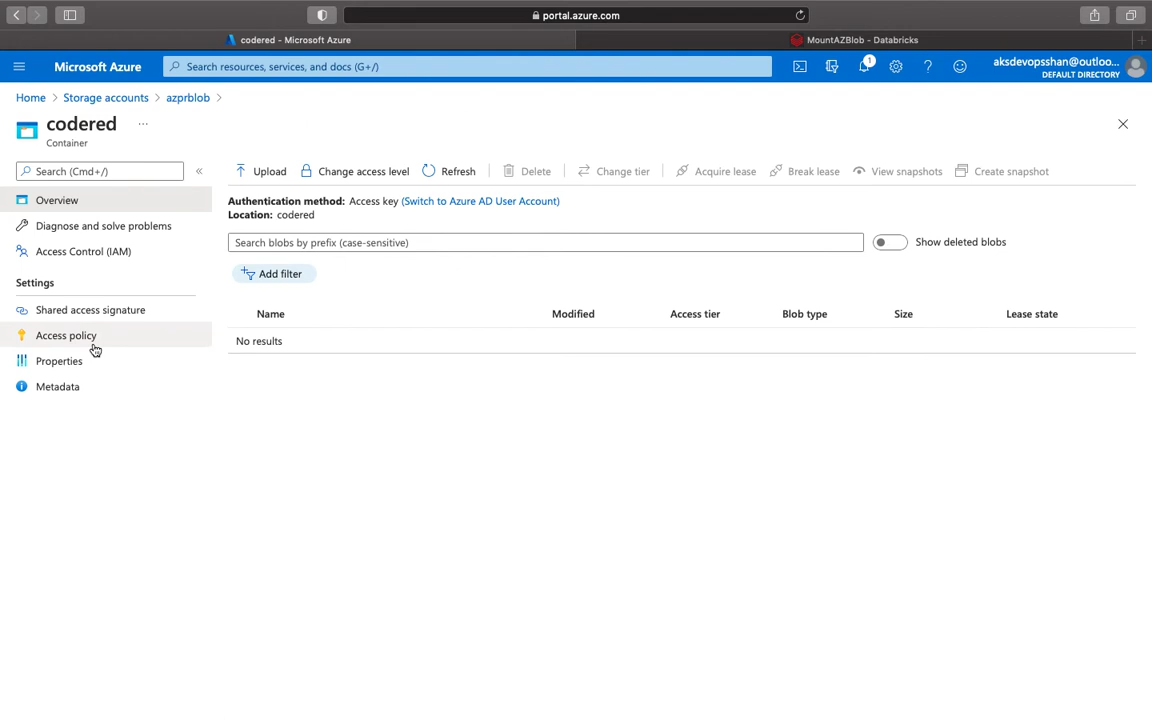 portal.azure.com
codered - Microsoft Azure
MountAZBlob - Databricks
Microsoft Azure
Search resources, services, and docs (G+/)
1
aksdevopsshan@outloo...
DEFAULT DIRECTORY
Home > Storage accounts > azprblob >
codered ...
Container
Search (Cmd+/)
«
Upload
Change access level
Refresh
Delete
Change tier
Acquire lease
Break lease
View snapshots
Create snapshot
Overview
Diagnose and solve problems
Access Control (IAM)
Settings
Shared access signature
Access policy
Properties
Metadata
Authentication method: Access key (Switch to Azure AD User Account)
Location: codered
Search blobs by prefix (case-sensitive)
Show deleted blobs
Add filter
Name Modified Access tier Blob type Size Lease state
No results